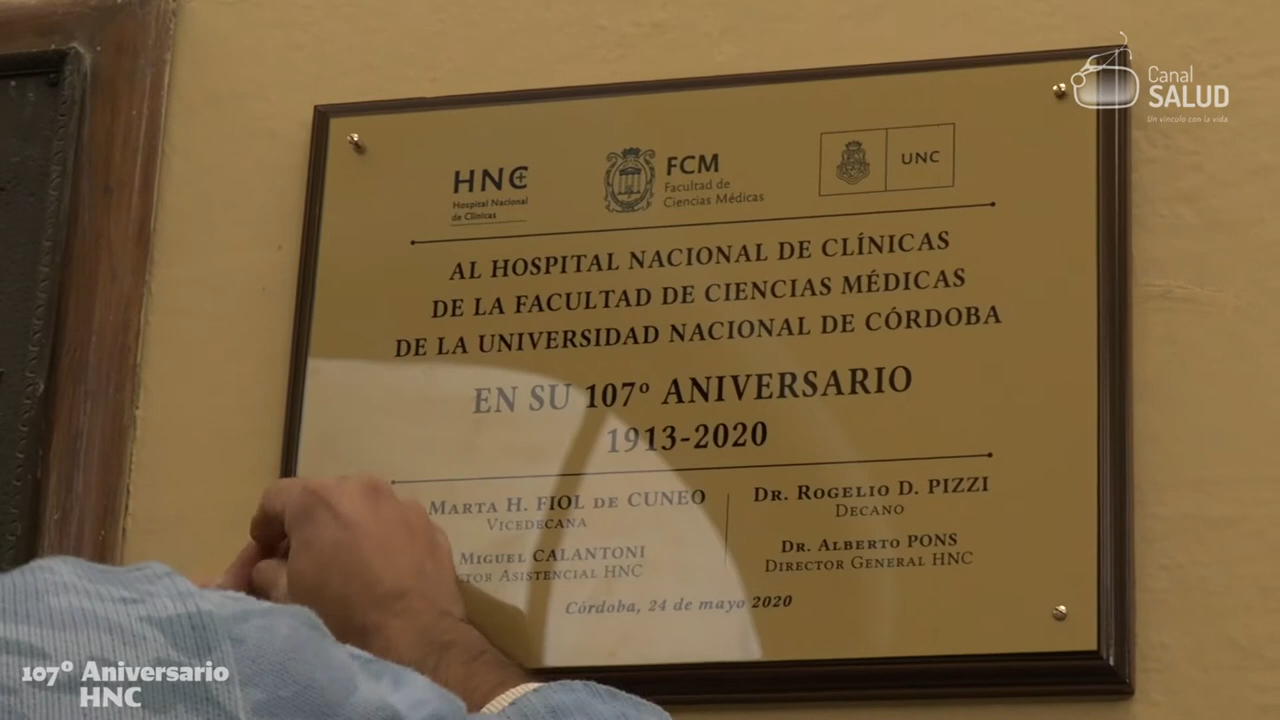 Canal
SALUD
Un vínculo con la vida
HNC
Hospital Nacional
de Clínicas
FCM
Facultad de
Ciencias Médicas
UNC
AL HOSPITAL NACIONAL DE CLÍNICAS
DE LA FACULTAD DE CIENCIAS MÉDICAS
DE LA UNIVERSIDAD NACIONAL DE CÓRDOBA
EN SU 107º ANIVERSARIO
1913-2020
MARTA H. FIOL DE CUNEO
VICEDECANA
MIGUEL CALANTONI
TOR ASISTENCIAL HNC
DR. ROGELIO D. PIZZI
DECANO
DR. ALBERTO PONS
DIRECTOR GENERAL HNC
Córdoba, 24 de mayo 2020
107º Aniversario
HNC